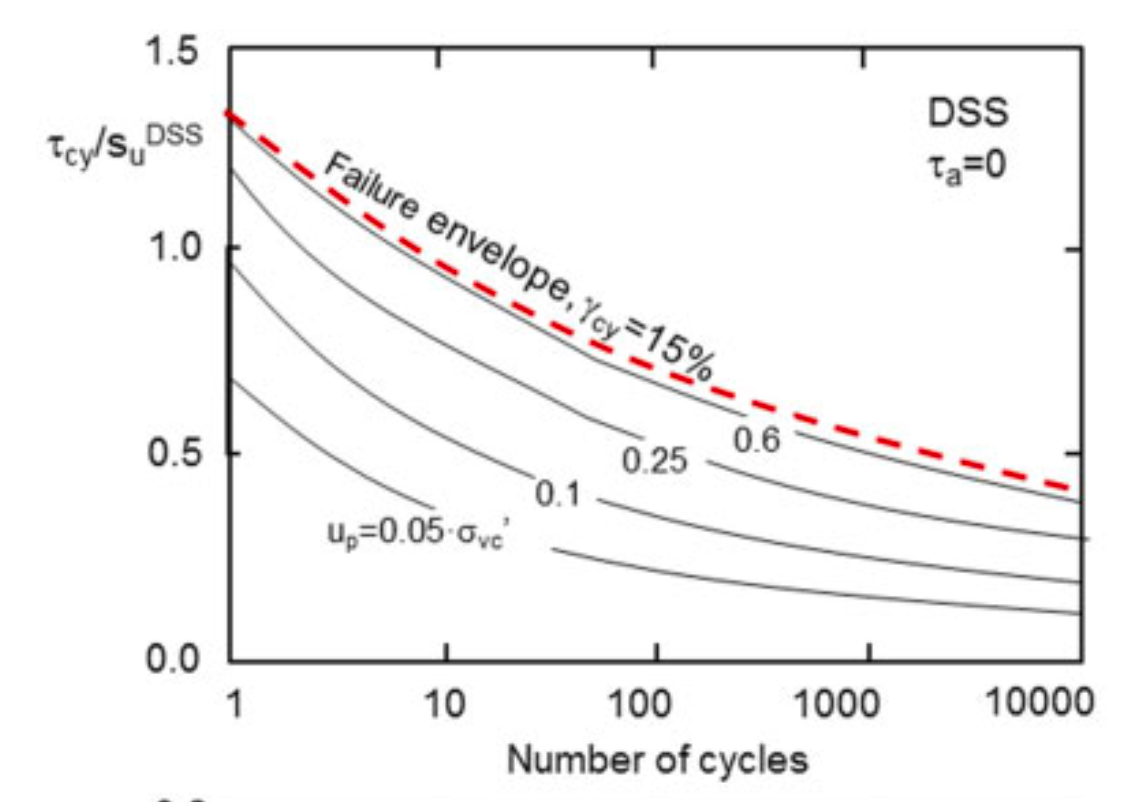 1.5
τcy/suDSS
DSS
τa=0
Failure envelope, γcy=15%
1.0
0.6
0.5
0.25
0.1
up=0.05·σvc'
0.0
1 10 100 1000 10000
Number of cycles